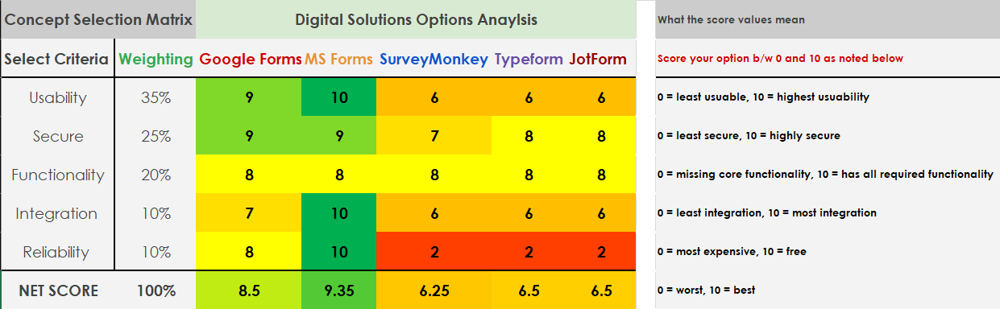 Concept Selection Matrix Digital Solutions Options Anaylsis What the score values mean
Select Criteria Weighting Google Forms MS Forms SurveyMonkey Typeform JotForm Score your option b/w 0 and 10 as noted below
Usability 35% 9 10 6 6 6 0 = least usuable, 10 = highest usuability
Secure 25% 9 9 7 8 8 0 = least secure, 10 = highly secure
Functionality 20% 8 8 8 8 8 0 = missing core functionality, 10 = has all required functionality
Integration 10% 7 10 6 6 6 0 = least integration, 10 = most integration
Reliability 10% 8 10 2 2 2 0 = most expensive, 10 = free
NET SCORE 100% 8.5 9.35 6.25 6.5 6.5 0 = worst, 10 = best